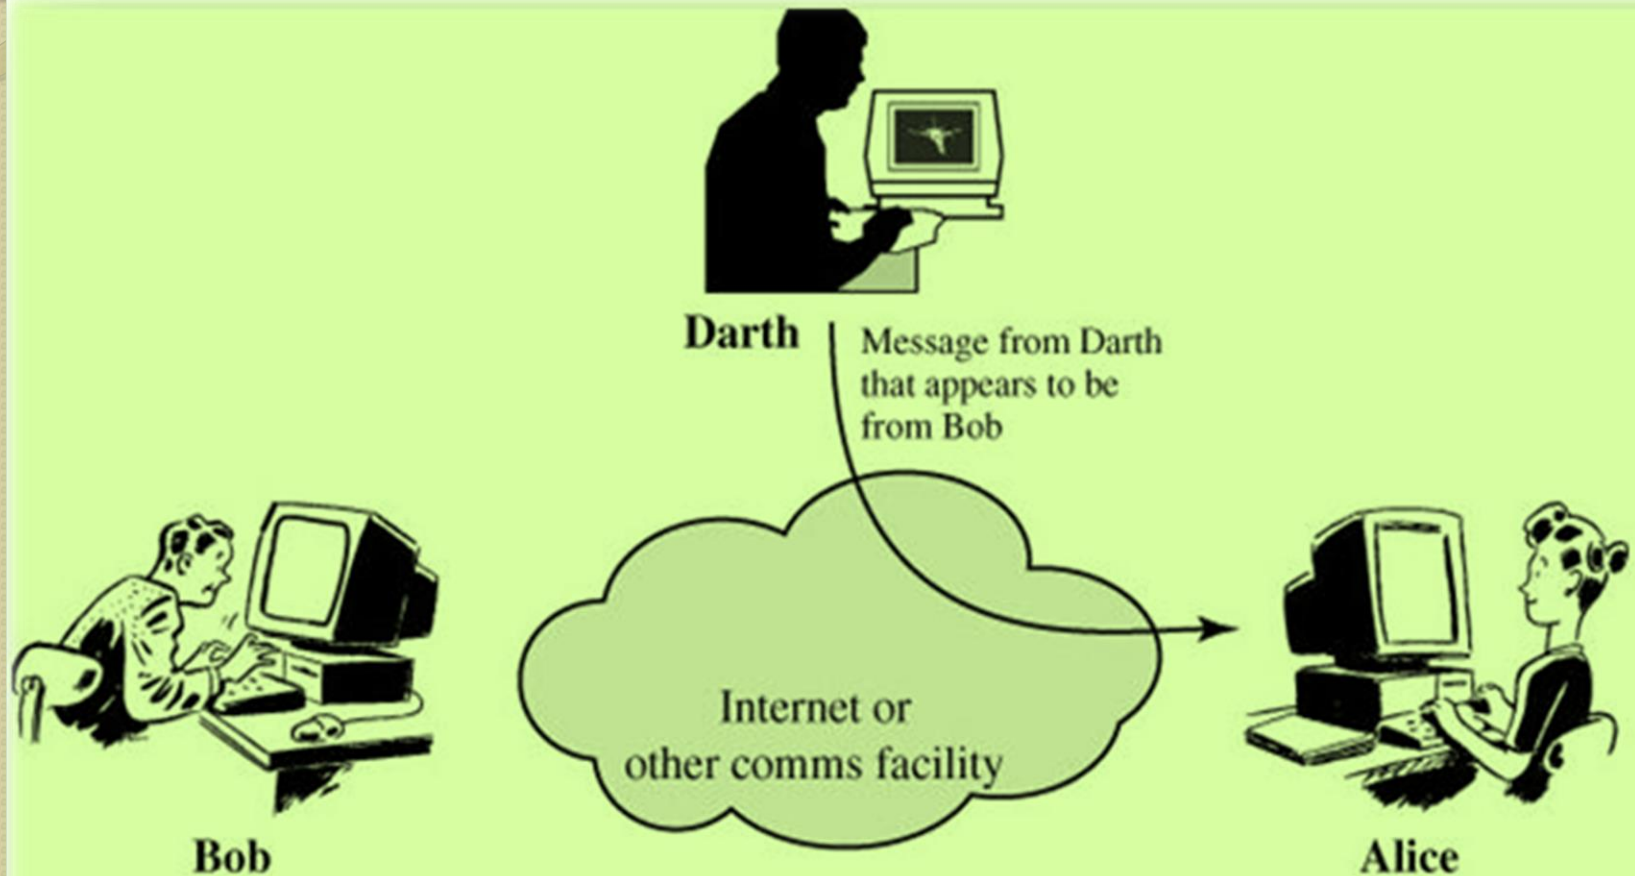 Darth
Message from Darth
that appears to be
from Bob
Internet or
other comms facility
Bob
Alice